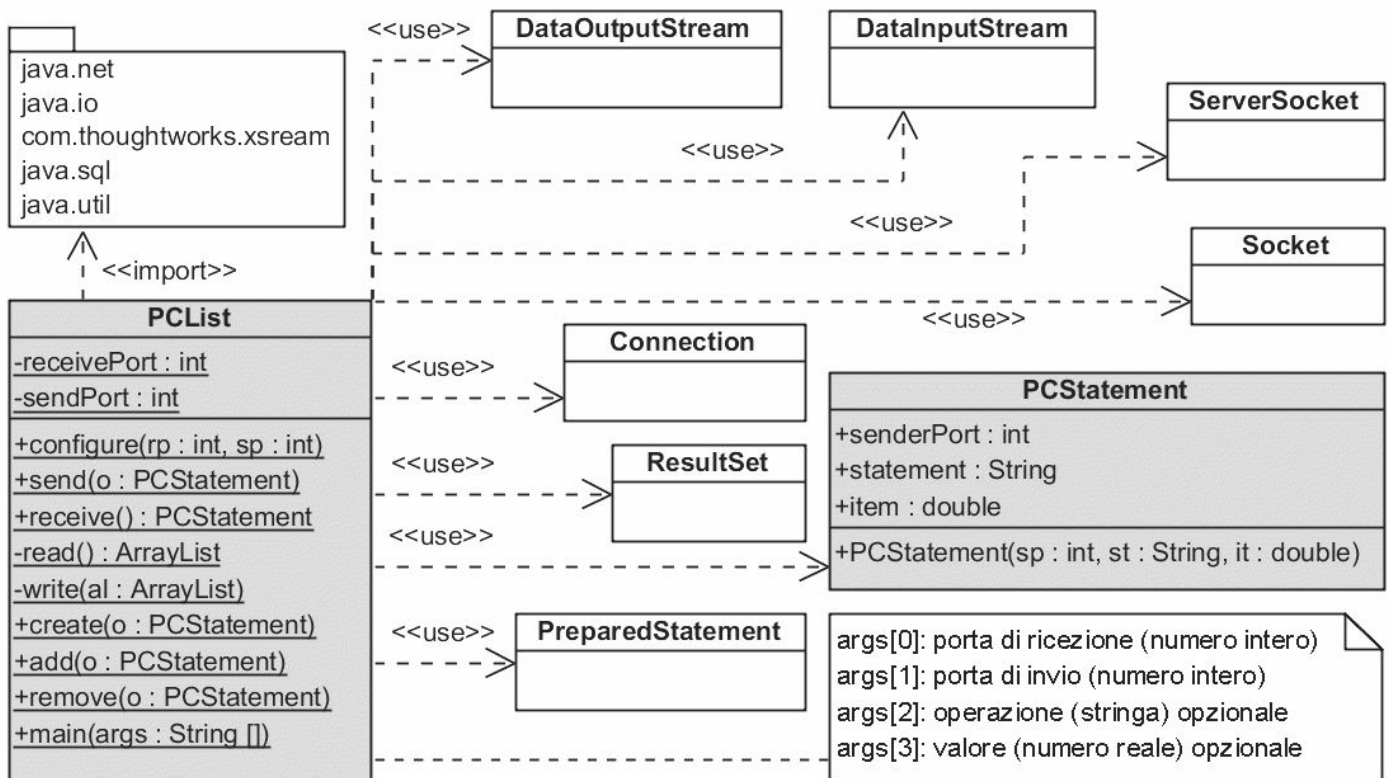 java.net
java.io
com.thoughtworks.xsream
java.sql
java.util
<<import>>
<<use>>
DataOutputStream
DataInputStream
<<use>>
ServerSocket
<<use>>
Socket
<<use>>
PCList
-receivePort : int
-sendPort : int
+configure(rp : int, sp : int)
+send(o : PCStatement)
+receive() : PCStatement
-read() : ArrayList
-write(al : ArrayList)
+create(o : PCStatement)
+add(o : PCStatement)
+remove(o : PCStatement)
+main(args : String [])
<<use>>
Connection
<<use>>
ResultSet
<<use>>
PCStatement
+senderPort : int
+statement : String
+item : double
+PCStatement(sp : int, st : String, it : double)
<<use>>
PreparedStatement
args[0]: porta di ricezione (numero intero)
args[1]: porta di invio (numero intero)
args[2]: operazione (stringa) opzionale
args[3]: valore (numero reale) opzionale